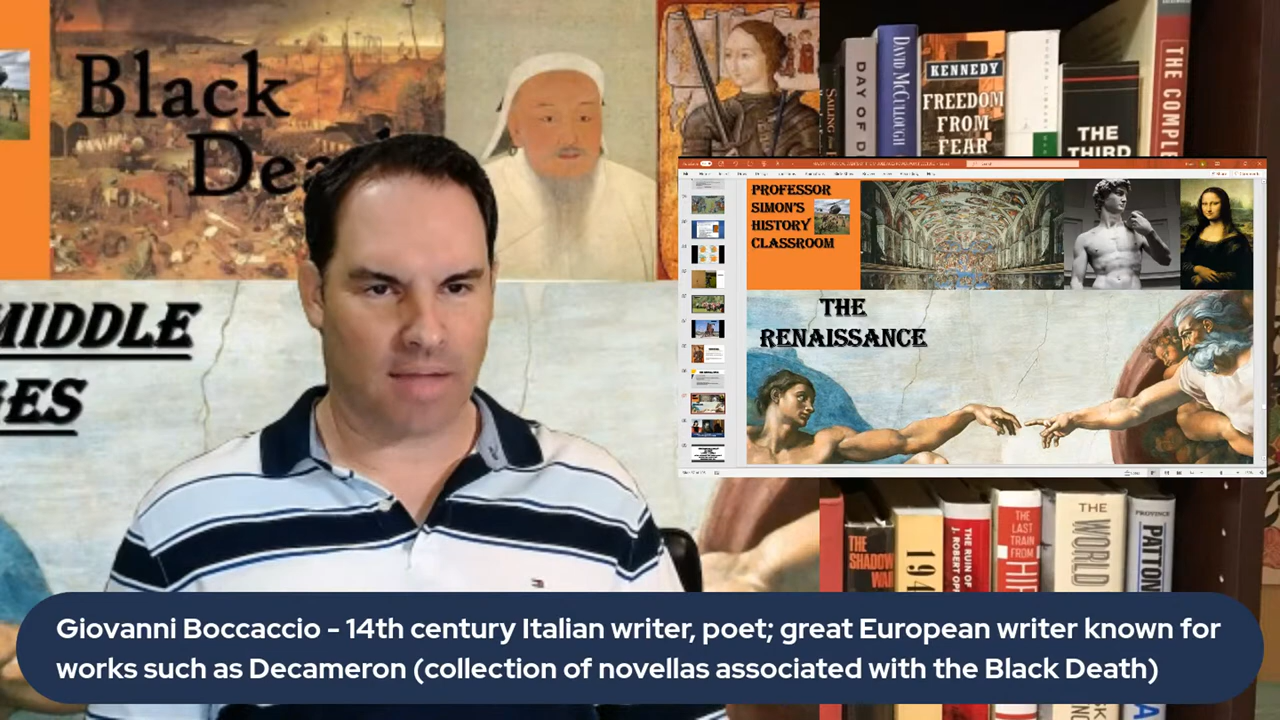 Black
Dea
MIDDLE
GES
DAY OF D
DAVID McCULLOUGH
KENNEDY
FREEDOM
FROM
FEAR
THE
THIRD
THE COMPLE
PROFESSOR
SIMON'S
HISTORY
CLASSROOM
THE
RENAISSANCE
THE
SHADOW
WAR
194
THE RUIN OF
J. ROBERT OP
THE
LAST
TRAIN
FROM
HI
THE
WORLD
PROVINCE
PATTON
Giovanni Boccaccio - 14th century Italian writer, poet; great European writer known for
works such as Decameron (collection of novellas associated with the Black Death)